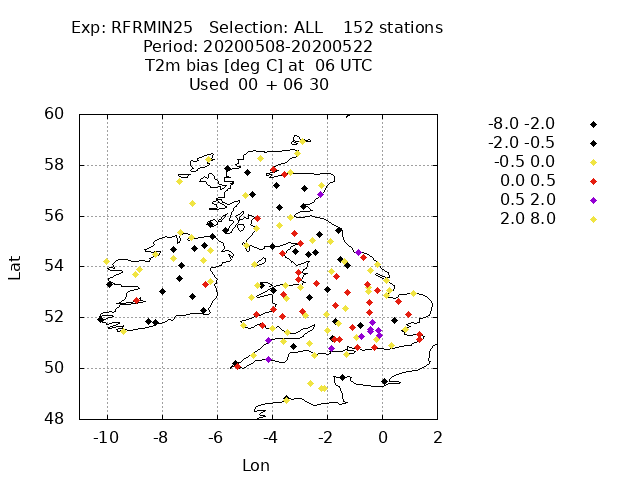 Exp: RFRMIN25 Selection: ALL 152 stations
Period: 20200508-20200522
T2m bias [deg C] at 06 UTC
Used 00 + 06 30
60
58
56
54
52
50
48
Lat
-10 -8 -6 -4 -2 0 2
Lon
-8.0 -2.0
-2.0 -0.5
-0.5 0.0
0.0 0.5
0.5 2.0
2.0 8.0